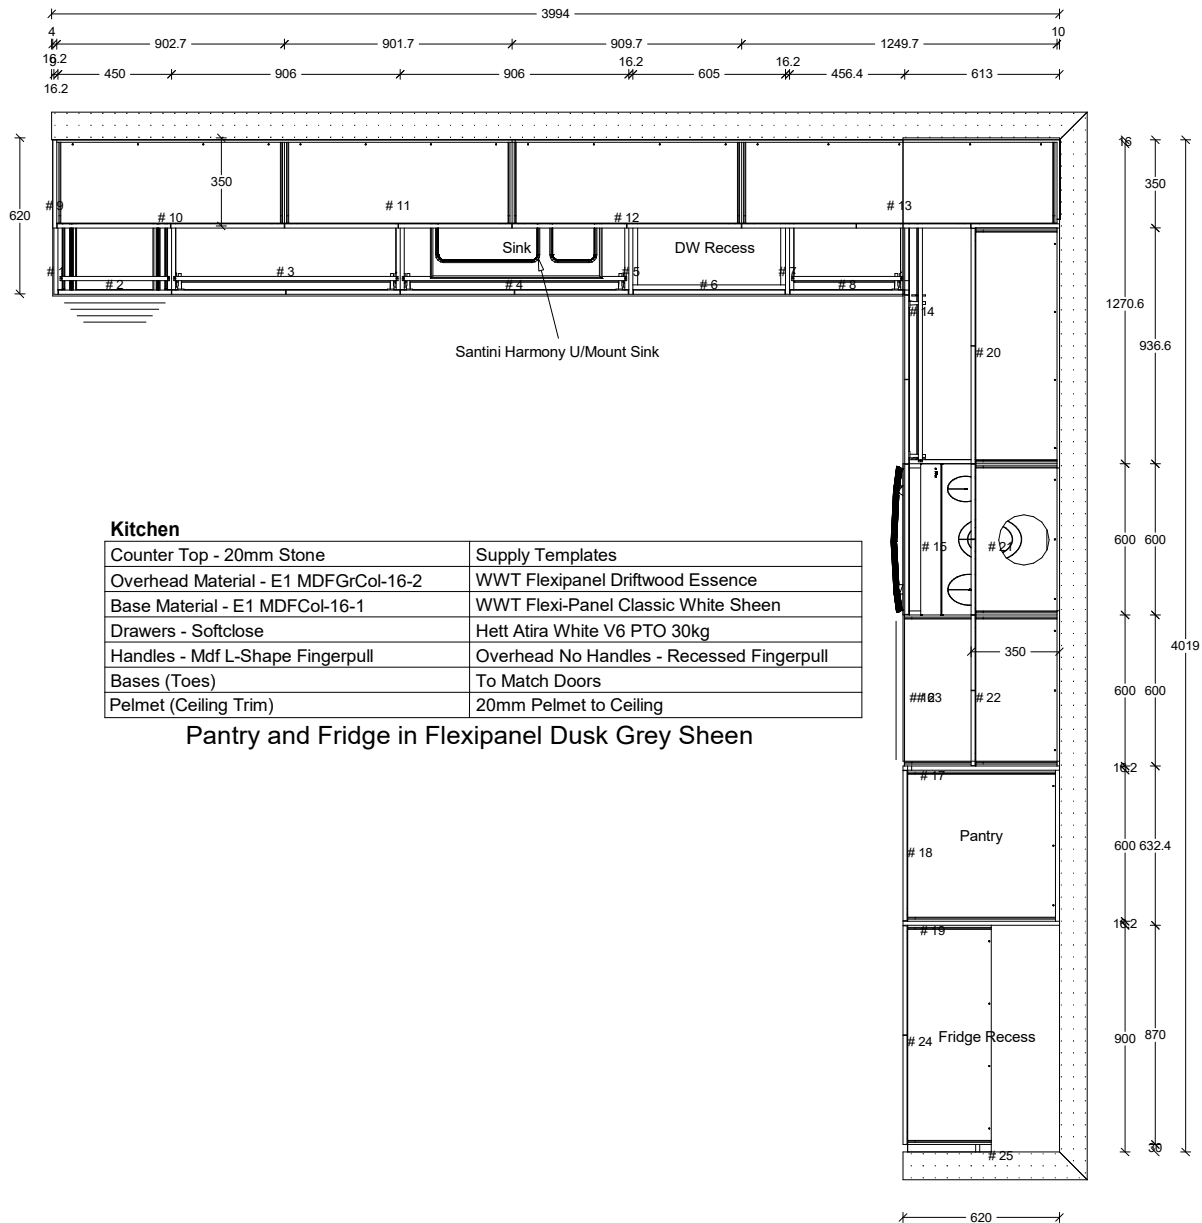 3994
4
10
902.7
901.7
909.7
1249.7
16.2
450
906
906
16.2
605
16.2
456.4
613
16.2
16
350
350
620
# 9
# 10
# 11
# 12
# 13
Sink
DW Recess
# 1
# 2
# 3
# 4
# 5
# 6
# 7
# 8
1270.6
# 14
Santini Harmony U/Mount Sink
# 20
936.6
Kitchen
Counter Top - 20mm Stone
Supply Templates
Overhead Material - E1 MDFGrCol-16-2
WWT Flexipanel Driftwood Essence
Base Material - E1 MDFCol-16-1
WWT Flexi-Panel Classic White Sheen
Drawers - Softclose
Hett Atira White V6 PTO 30kg
Handles - Mdf L-Shape Fingerpull
Overhead No Handles - Recessed Fingerpull
Bases (Toes)
To Match Doors
Pelmet (Ceiling Trim)
20mm Pelmet to Ceiling
Pantry and Fridge in Flexipanel Dusk Grey Sheen
# 15
# 21
600
600
4019
350
# 22
600
600
# 17
16.2
Pantry
# 18
600
632.4
# 19
16.2
# 24
Fridge Recess
900
870
# 25
30
620